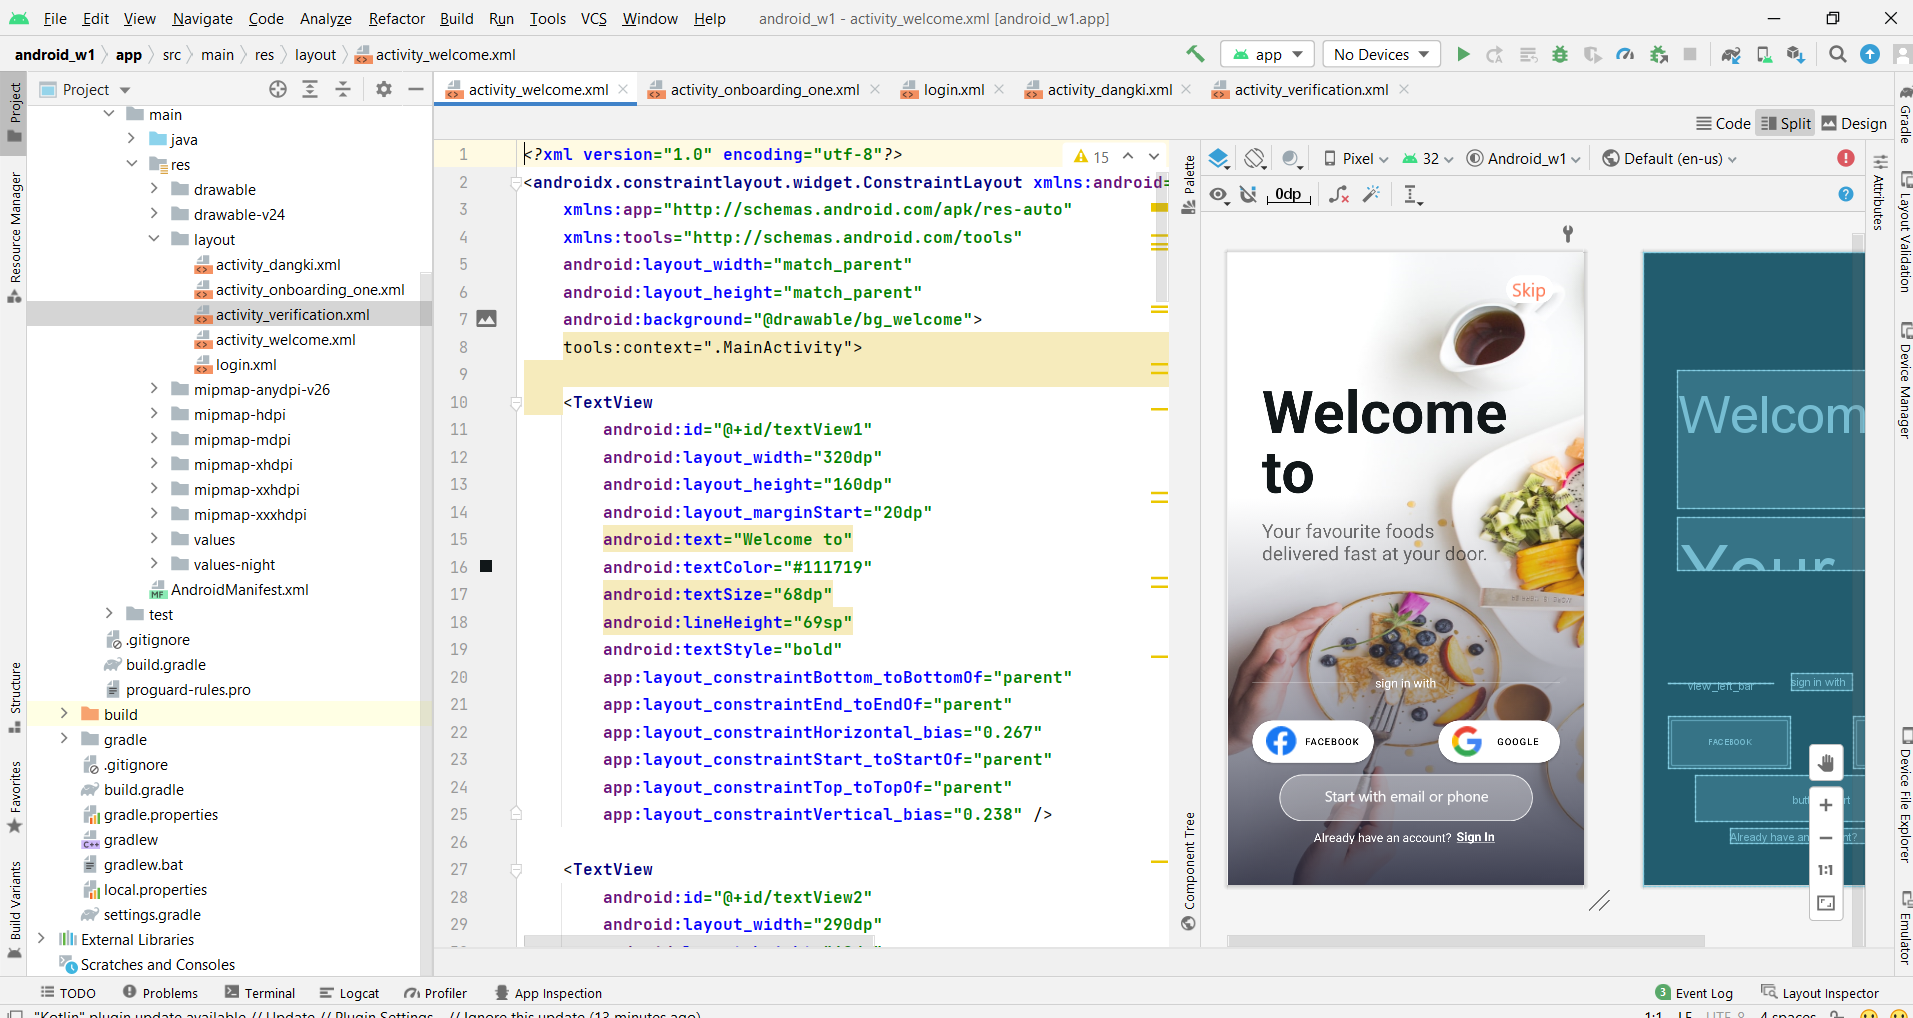 File Edit View Navigate Code Analyze Refactor Build Run Tools VCS Window Help android_w1 - activity_welcome.xml [android_w1.app]
android_w1 app src main res layout activity_welcome.xml app No Devices
Project
activity_welcome.xml activity_onboarding_one.xml login.xml activity_dangki.xml activity_verification.xml
Code Split Design
Pixel 32 Android_w1 Default (en-us)
0dp
Project
Resource Manager
Structure
Favorites
Build Variants
main
java
res
drawable
drawable-v24
layout
activity_dangki.xml
activity_onboarding_one.xml
activity_verification.xml
activity_welcome.xml
login.xml
mipmap-anydpi-v26
mipmap-hdpi
mipmap-mdpi
mipmap-xhdpi
mipmap-xxhdpi
mipmap-xxxhdpi
values
values-night
AndroidManifest.xml
test
.gitignore
build.gradle
proguard-rules.pro
build
gradle
.gitignore
build.gradle
gradle.properties
gradlew
gradlew.bat
local.properties
settings.gradle
External Libraries
Scratches and Consoles
15
1 <?xml version="1.0" encoding="utf-8"?>
2 <androidx.constraintlayout.widget.ConstraintLayout xmlns:android=
3 xmlns:app="http://schemas.android.com/apk/res-auto"
4 xmlns:tools="http://schemas.android.com/tools"
5 android:layout_width="match_parent"
6 android:layout_height="match_parent"
7 android:background="@drawable/bg_welcome">
8 tools:context=".MainActivity">
9
10 <TextView
11 android:id="@+id/textView1"
12 android:layout_width="320dp"
13 android:layout_height="160dp"
14 android:layout_marginStart="20dp"
15 android:text="Welcome to"
16 android:textColor="#111719"
17 android:textSize="68dp"
18 android:lineHeight="69sp"
19 android:textStyle="bold"
20 app:layout_constraintBottom_toBottomOf="parent"
21 app:layout_constraintEnd_toEndOf="parent"
22 app:layout_constraintHorizontal_bias="0.267"
23 app:layout_constraintStart_toStartOf="parent"
24 app:layout_constraintTop_toTopOf="parent"
25 app:layout_constraintVertical_bias="0.238" />
26
27 <TextView
28 android:id="@+id/textView2"
29 android:layout_width="290dp"
Palette
Component Tree
Skip
Welcome
to
Your favourite foods
delivered fast at your door.
sign in with
FACEBOOK
GOOGLE
Start with email or phone
Already have an account? Sign In
Welcom
Your
view_left_bar
sign in with
FACEBOOK
Already have an
1:1
Attributes
Gradle
Layout Validation
Device Manager
Device File Explorer
Emulator
TODO Problems Terminal Logcat Profiler App Inspection 3 Event Log Layout Inspector
"Kotlin" plugin update available // Update // Plugin Settings... // Ignore this update (13 minutes ago) 1:1 LF UTF-8 4 spaces